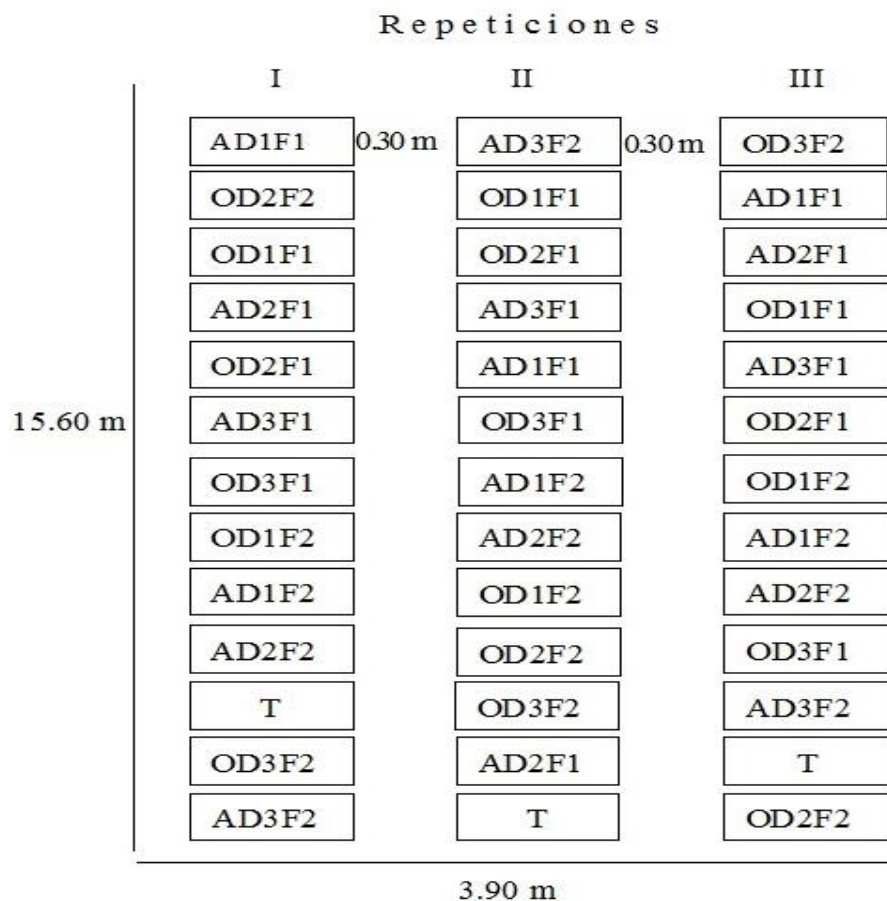 Repeticiones
I II III
AD1F1 0.30 m AD3F2 0.30 m OD3F2
OD2F2 OD1F1 AD1F1
OD1F1 OD2F1 AD2F1
AD2F1 AD3F1 OD1F1
OD2F1 AD1F1 AD3F1
15.60 m AD3F1 OD3F1 OD2F1
OD3F1 AD1F2 OD1F2
OD1F2 AD2F2 AD1F2
AD1F2 OD1F2 AD2F2
AD2F2 OD2F2 OD3F1
T OD3F2 AD3F2
OD3F2 AD2F1 T
AD3F2 T OD2F2
3.90 m